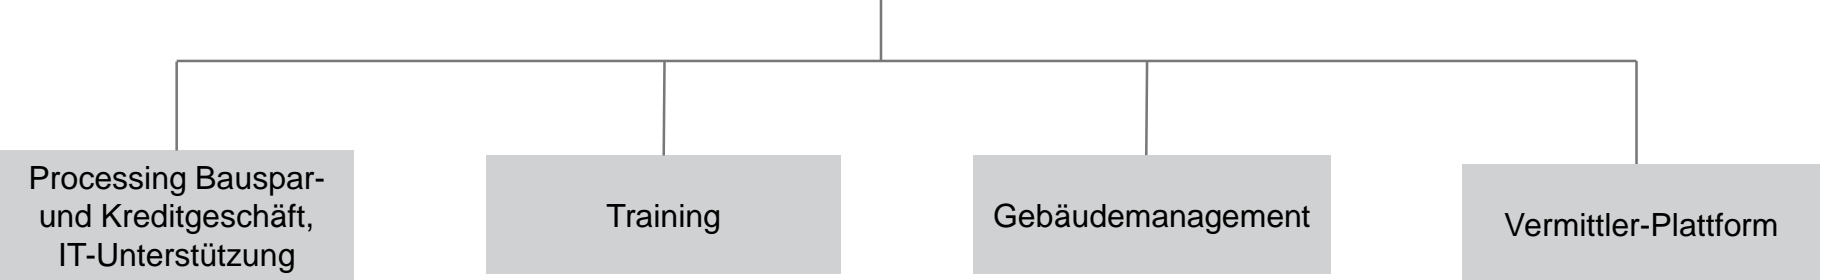 Processing Bauspar-
und Kreditgeschäft,
IT-Unterstützung
Training
Gebäudemanagement
Vermittler-Plattform